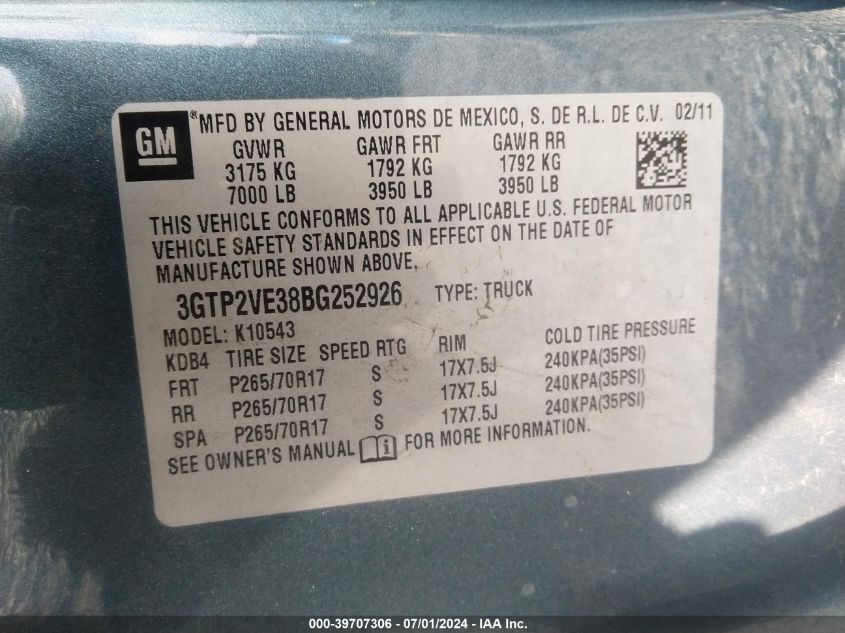 GM ® MFD BY GENERAL MOTORS DE MEXICO, S. DE R.L. DE C.V. 02/11
GVWR GAWR FRT GAWR RR
3175 KG 1792 KG 1792 KG
7000 LB 3950 LB 3950 LB
THIS VEHICLE CONFORMS TO ALL APPLICABLE U.S. FEDERAL MOTOR
VEHICLE SAFETY STANDARDS IN EFFECT ON THE DATE OF
MANUFACTURE SHOWN ABOVE.
3GTP2VE38BG252926 TYPE: TRUCK
MODEL: K10543
KDB4 TIRE SIZE SPEED RTG RIM COLD TIRE PRESSURE
FRT P265/70R17 S 17X7.5J 240KPA(35PSI)
RR P265/70R17 S 17X7.5J 240KPA(35PSI)
SPA P265/70R17 S 17X7.5J 240KPA(35PSI)
SEE OWNER'S MANUAL i FOR MORE INFORMATION.
000-39707306 - 07/01/2024 - IAA Inc.